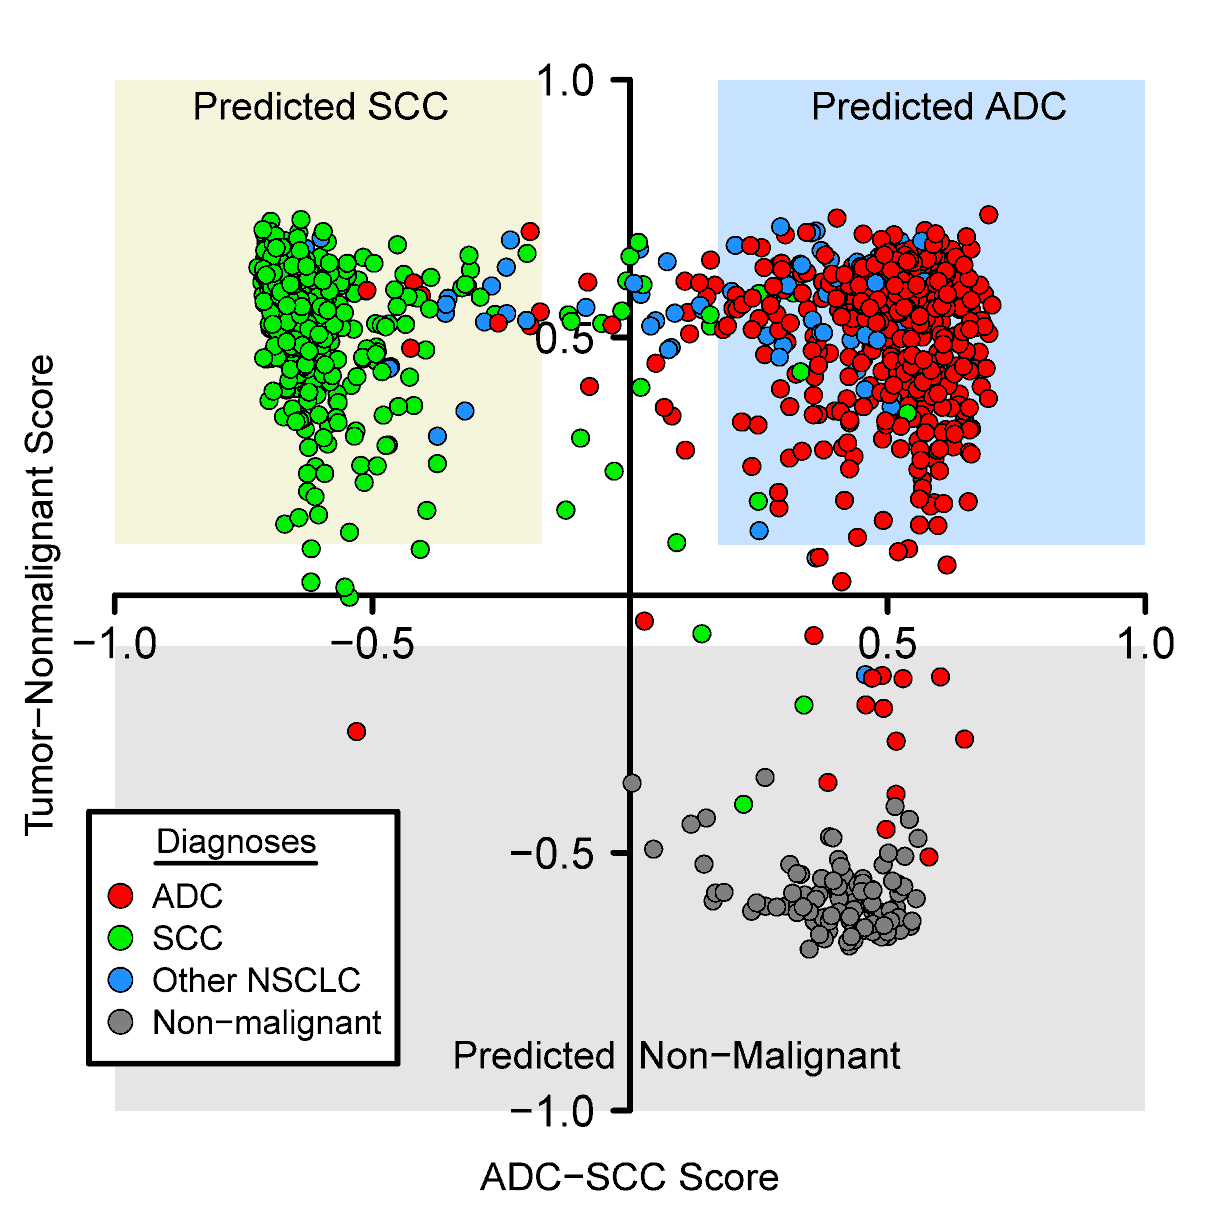 Predicted SCC
Predicted ADC
1.0
0.5
−1.0
−0.5
0.5
1.0
−0.5
−1.0
Tumor−Nonmalignant Score
Diagnoses
ADC
SCC
Other NSCLC
Non−malignant
Predicted Non−Malignant
ADC−SCC Score